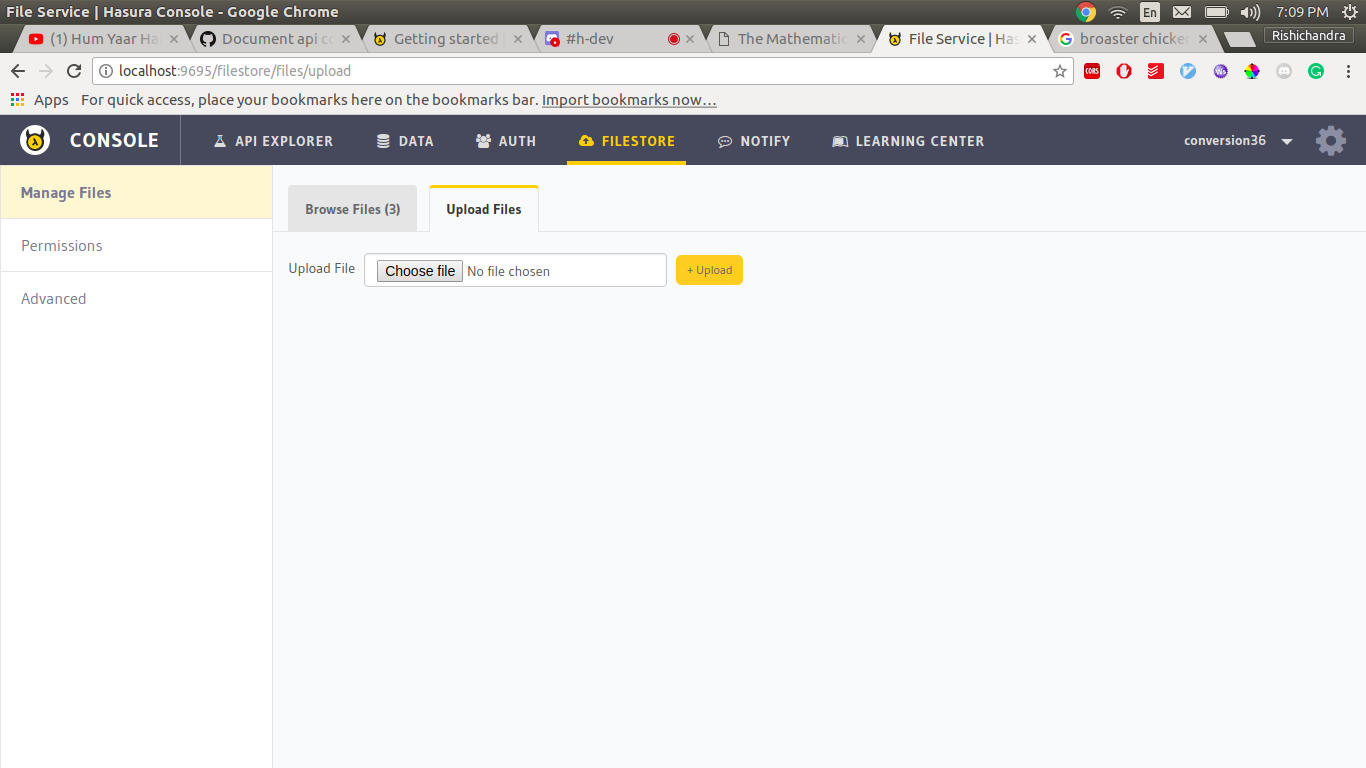 File Service | Hasura Console - Google Chrome
En
7:09 PM
(1) Hum Yaar Ha
Document api co
Getting started
#h-dev
The Mathematic
File Service | Has
broaster chicken
Rishichandra
localhost:9695/filestore/files/upload
CORS
Apps For quick access, place your bookmarks here on the bookmarks bar. Import bookmarks now...
CONSOLE
API EXPLORER
DATA
AUTH
FILESTORE
NOTIFY
LEARNING CENTER
conversion36
Manage Files
Permissions
Advanced
Browse Files (3)
Upload Files
Upload File
Choose file No file chosen
+ Upload